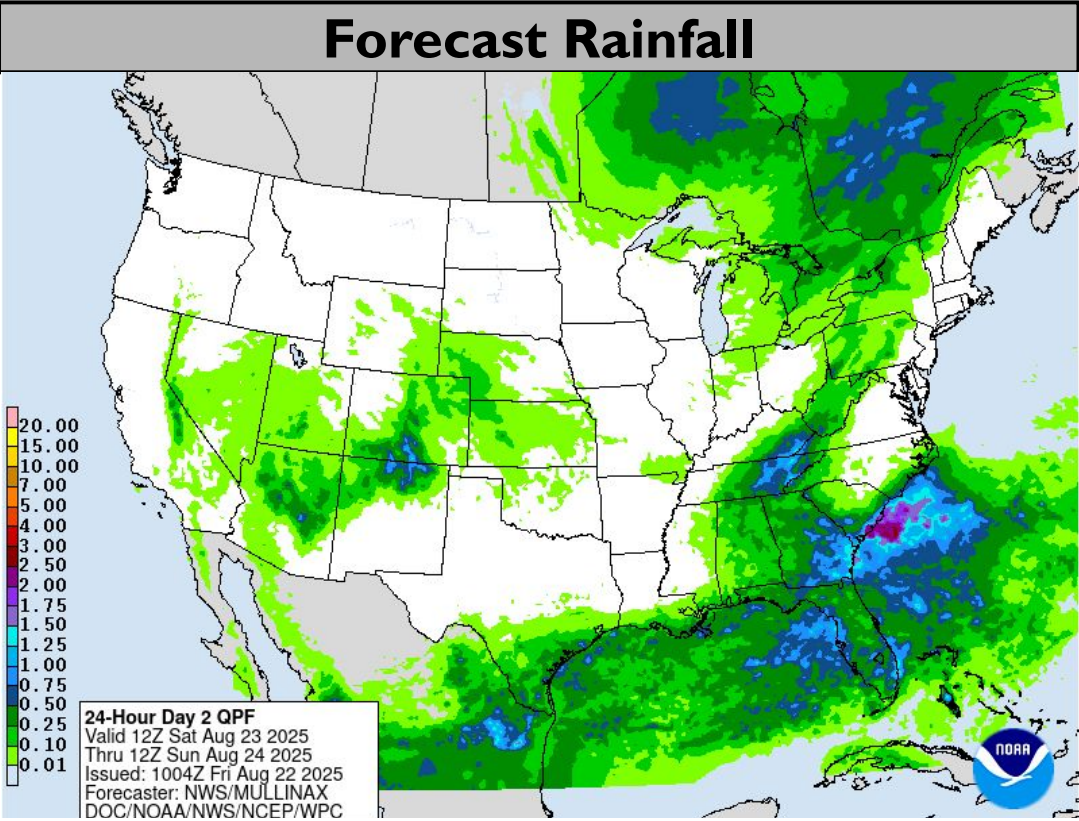 Forecast Rainfall
20.00
15.00
10.00
7.00
5.00
4.00
3.00
2.50
2.00
1.75
1.50
1.25
1.00
0.75
0.50
0.25
0.10
0.01
24-Hour Day 2 QPF
Valid 12Z Sat Aug 23 2025
Thru 12Z Sun Aug 24 2025
Issued: 1004Z Fri Aug 22 2025
Forecaster: NWS/MULLINAX
DOC/NOAA/NWS/NCEP/WPC
NOAA